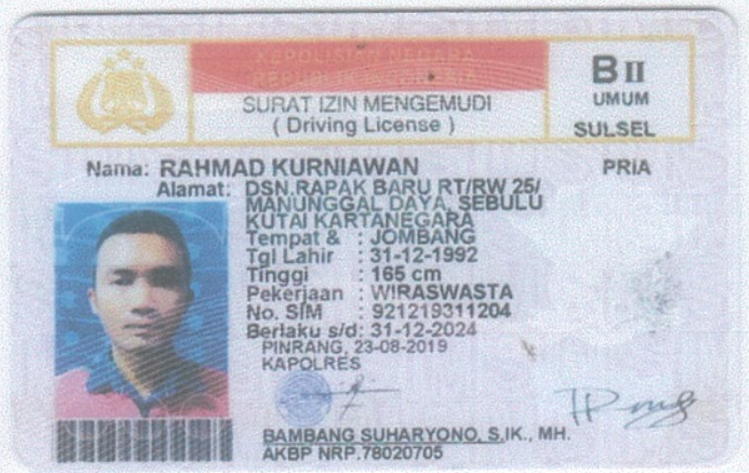 KEPOLISIAN NEGARA
REPUBLIK INDONESIA
SURAT IZIN MENGEMUDI
( Driving License )
B II
UMUM
SULSEL
Nama: RAHMAD KURNIAWAN
PRIA
Alamat: DSN.RAPAK BARU RT/RW 25/
MANUNGGAL DAYA, SEBULU
KUTAI KARTANEGARA
Tempat & : JOMBANG
Tgl Lahir : 31-12-1992
Tinggi : 165 cm
Pekerjaan : WIRASWASTA
No. SIM : 921219311204
Berlaku s/d: 31-12-2024
PINRANG, 23-08-2019
KAPOLRES
BAMBANG SUHARYONO, S.IK., MH.
AKBP NRP.78020705